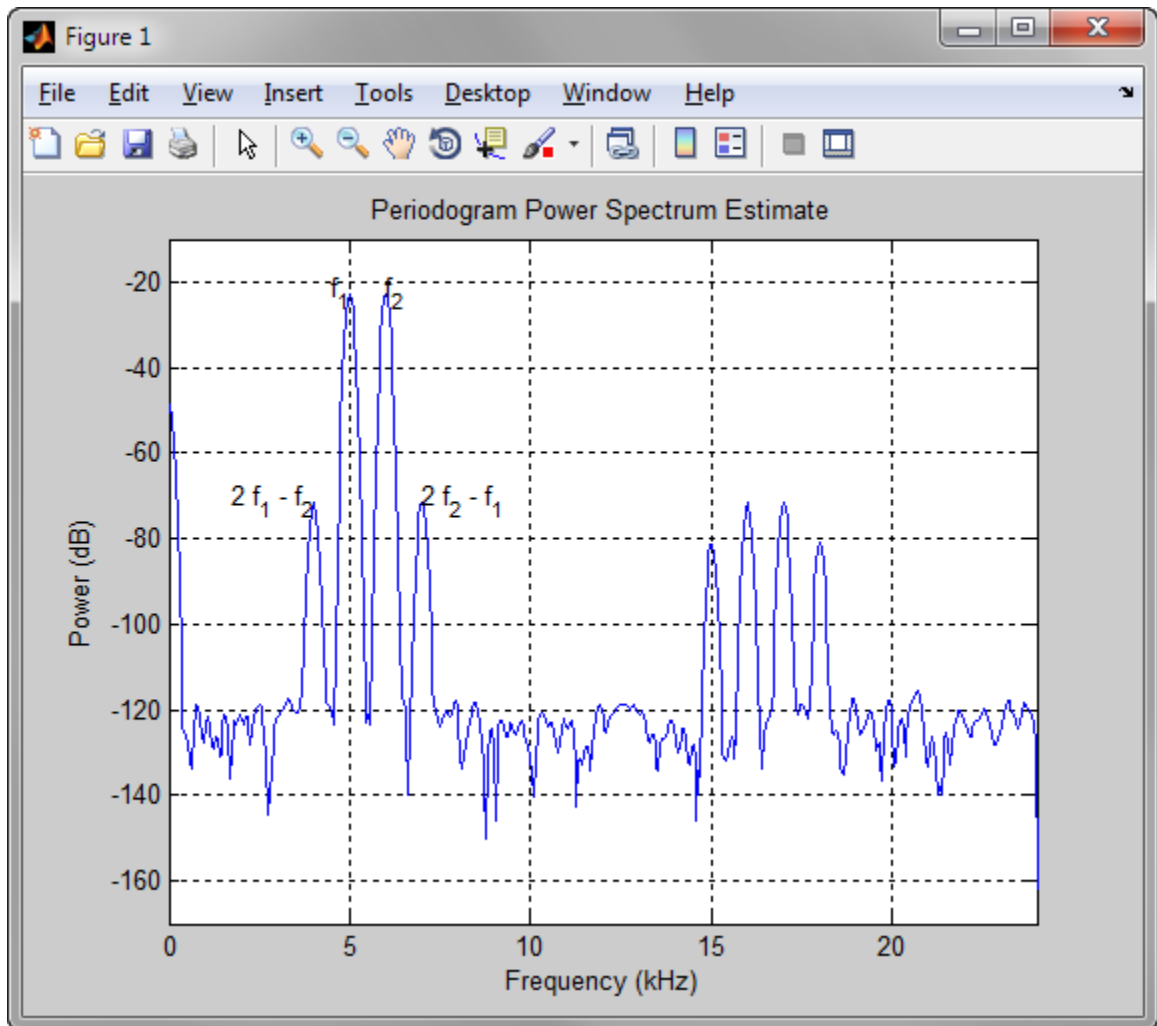 Figure 1
File Edit View Insert Tools Desktop Window Help
Periodogram Power Spectrum Estimate
-20
-40
-60
-80
-100
-120
-140
-160
f₁ f₂
2 f₁ - f₂ 2 f₂ - f₁
Power (dB)
0 5 10 15 20
Frequency (kHz)